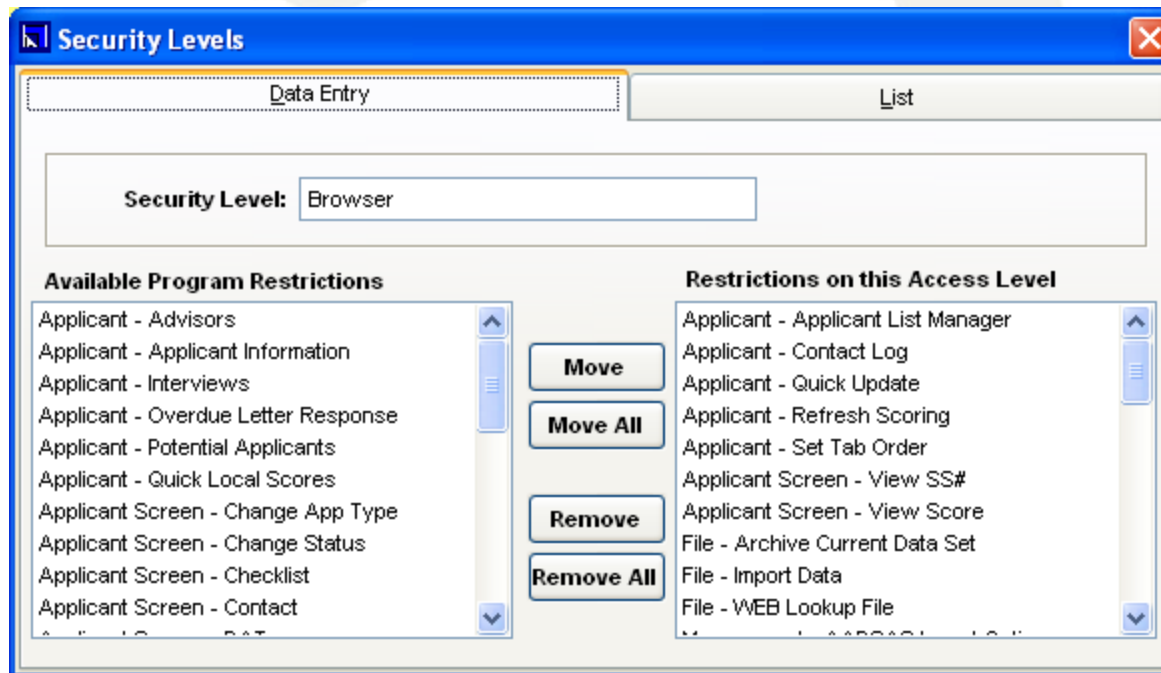 Security Levels
Data Entry
List
Security Level: Browser
Available Program Restrictions
Applicant - Advisors
Applicant - Applicant Information
Applicant - Interviews
Applicant - Overdue Letter Response
Applicant - Potential Applicants
Applicant - Quick Local Scores
Applicant Screen - Change App Type
Applicant Screen - Change Status
Applicant Screen - Checklist
Applicant Screen - Contact
Move
Move All
Remove
Remove All
Restrictions on this Access Level
Applicant - Applicant List Manager
Applicant - Contact Log
Applicant - Quick Update
Applicant - Refresh Scoring
Applicant - Set Tab Order
Applicant Screen - View SS#
Applicant Screen - View Score
File - Archive Current Data Set
File - Import Data
File - WEB Lookup File